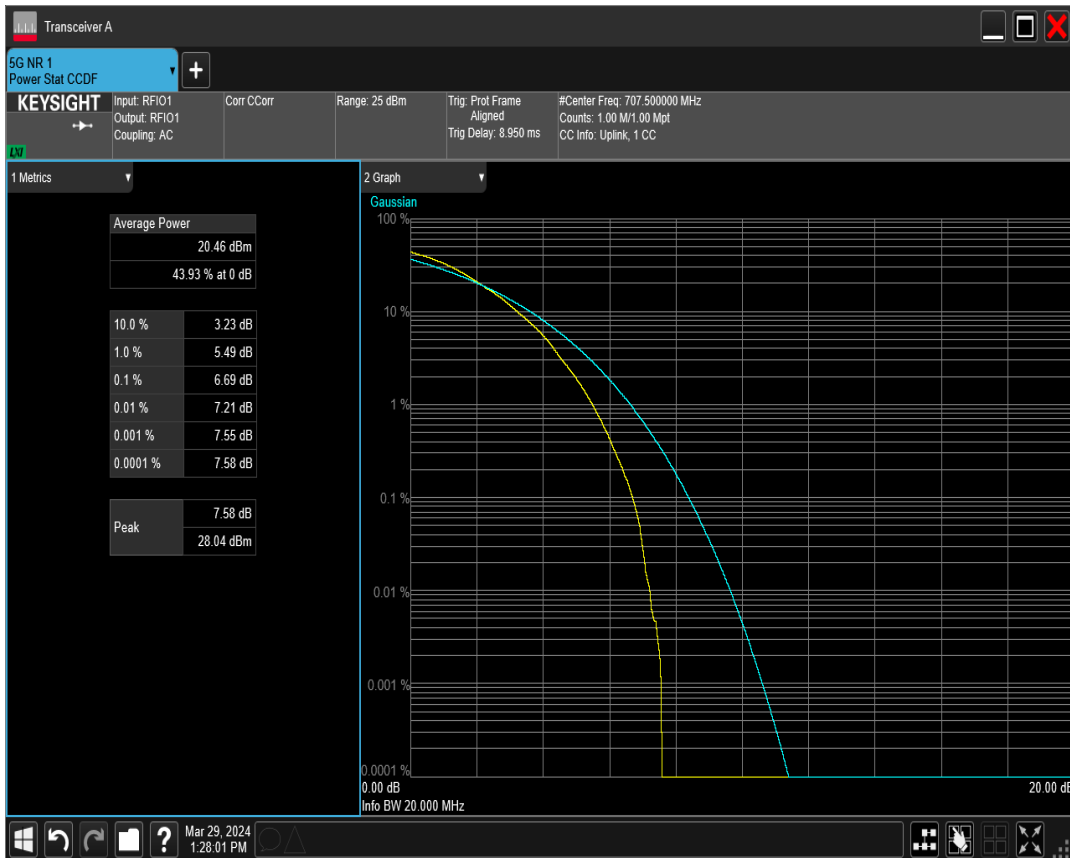 Transceiver A
5G NR 1
Power Stat CCDF
KEYSIGHT
Input: RFIO1
Output: RFIO1
Coupling: AC
Corr CCorr
Range: 25 dBm
Trig: Prot Frame
Aligned
Trig Delay: 8.950 ms
#Center Freq: 707.500000 MHz
Counts: 1.00 M/1.00 Mpt
CC Info: Uplink, 1 CC
LXI
1 Metrics
Average Power
20.46 dBm
43.93 % at 0 dB
10.0 % 3.23 dB
1.0 % 5.49 dB
0.1 % 6.69 dB
0.01 % 7.21 dB
0.001 % 7.55 dB
0.0001 % 7.58 dB
Peak
7.58 dB
28.04 dBm
2 Graph
Gaussian
100 %
10 %
1 %
0.1 %
0.01 %
0.001 %
0.0001 %
0.00 dB
20.00 dB
Info BW 20.000 MHz
?
Mar 29, 2024
1:28:01 PM